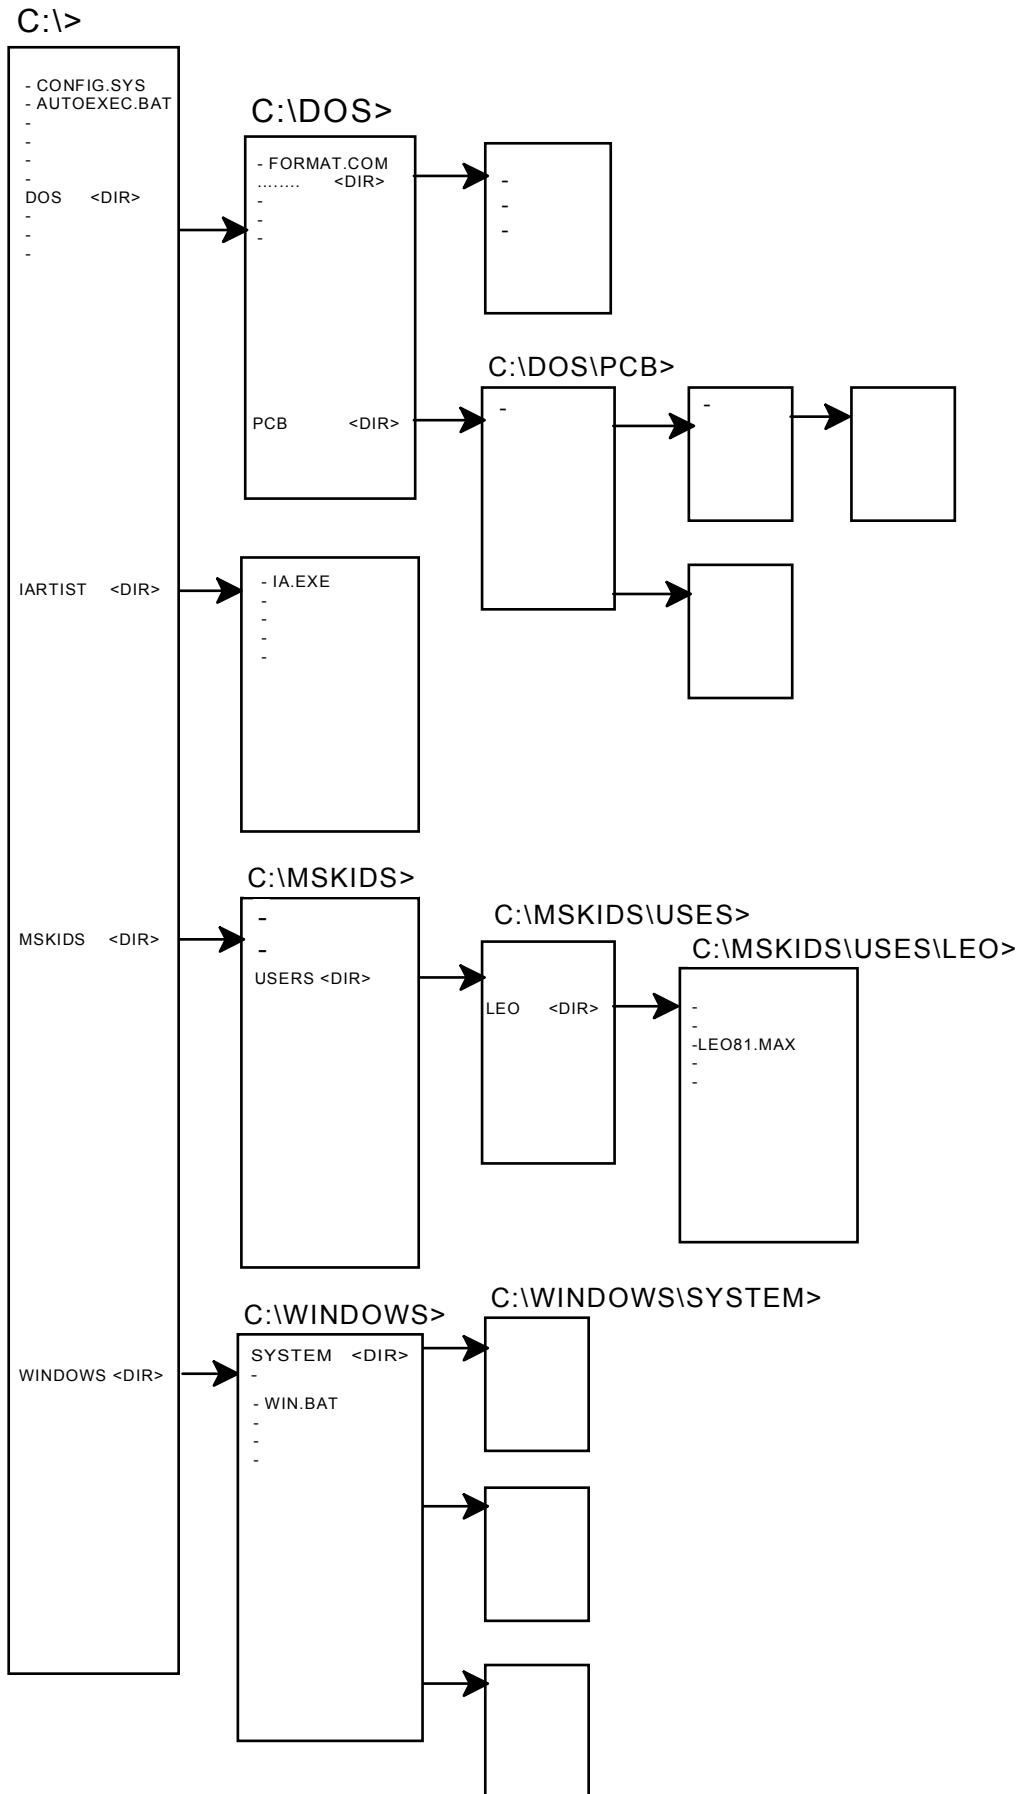 C:\>
- CONFIG.SYS
- AUTOEXEC.BAT
-
-
-
-
DOS <DIR>
-
-
-
IARTIST <DIR>
MSKIDS <DIR>
WINDOWS <DIR>
C:\DOS>
- FORMAT.COM
........ <DIR>
-
-
-
PCB <DIR>
-
-
-
C:\DOS\PCB>
-
-
- IA.EXE
-
-
-
-
C:\MSKIDS>
-
-
USERS <DIR>
C:\MSKIDS\USES>
LEO <DIR>
C:\MSKIDS\USES\LEO>
-
-
-LEO81.MAX
-
-
C:\WINDOWS>
SYSTEM <DIR>
-
- WIN.BAT
-
-
-
C:\WINDOWS\SYSTEM>